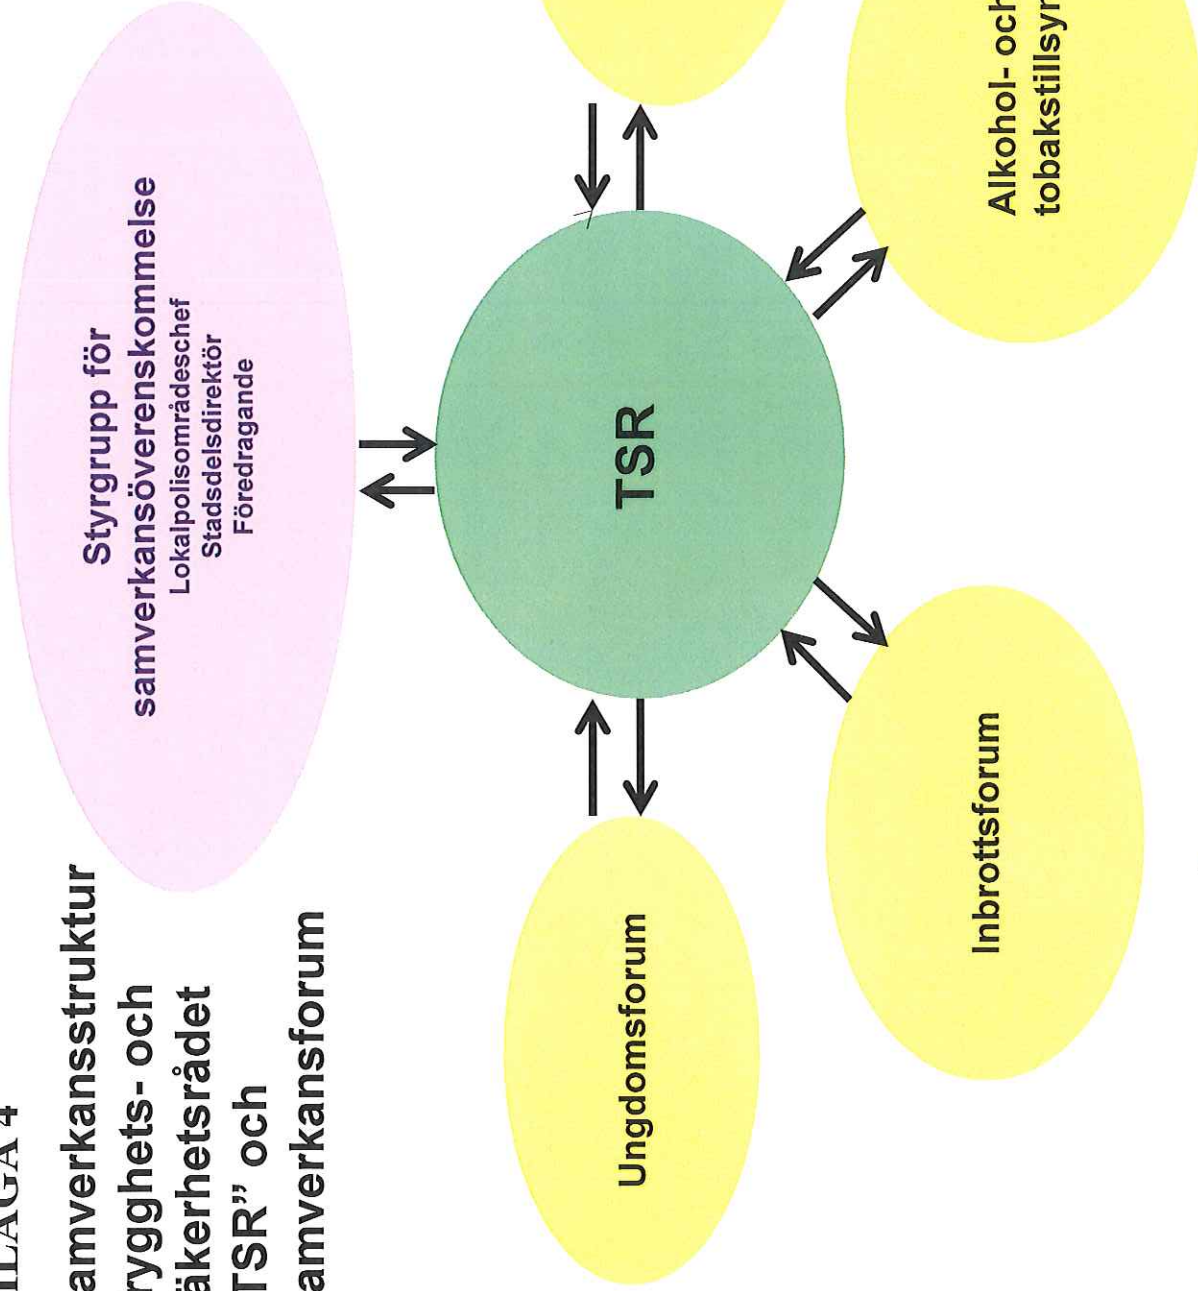 ILAGA 4
amverkansstruktur
rygghets- och
äkerhetsrådet
TSR” och
amverkansforum
Styrgrupp för
samverkansöverenskommelse
Lokalpolisområdeschef
Stadsdelsdirektör
Föredragande
TSR
Ungdomsforum
Inbrottsforum
Alkohol- och
tobakstillsyn